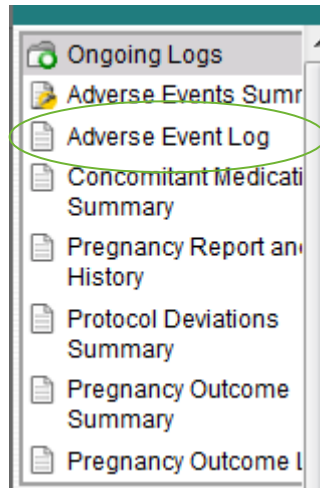 Ongoing Logs
Adverse Events Sumr
Adverse Event Log
Concomitant Medicati
Summary
Pregnancy Report an
History
Protocol Deviations
Summary
Pregnancy Outcome
Summary
Pregnancy Outcome L